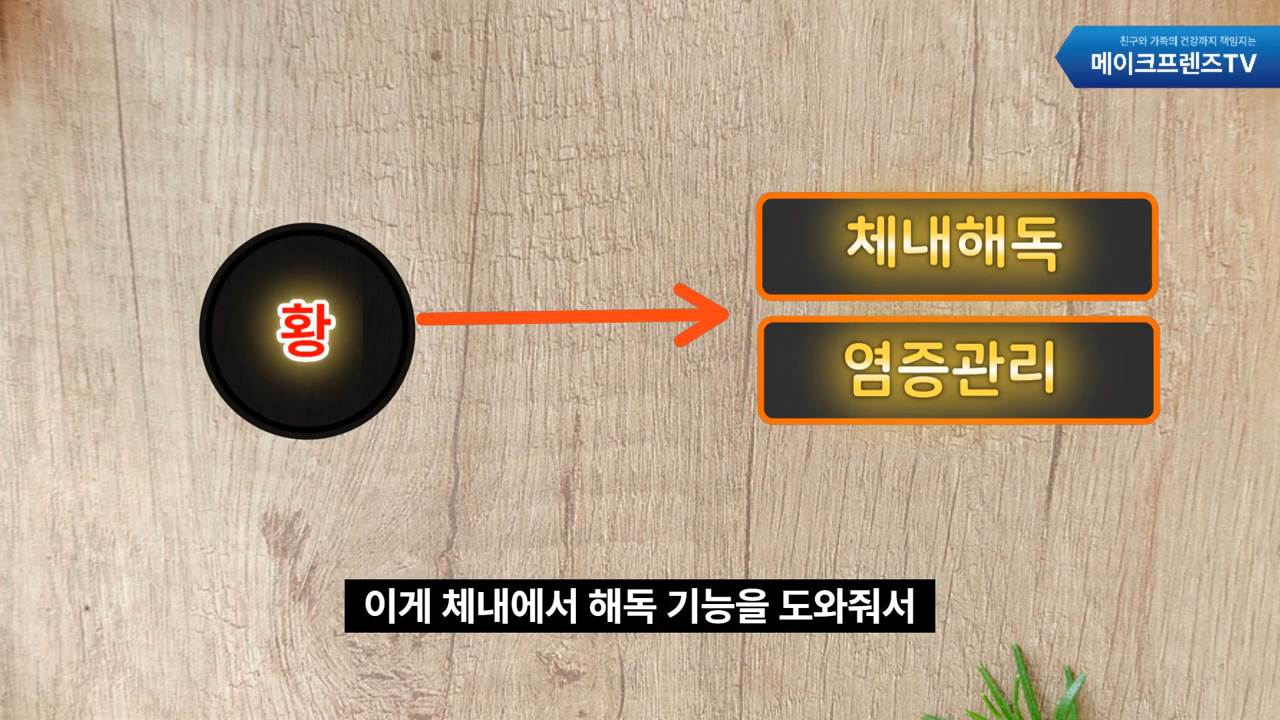 친구와 가족의 건강까지 책임지는
메이크프렌즈TV
체내해독
황
염증관리
이게 체내에서 해독 기능을 도와줘서